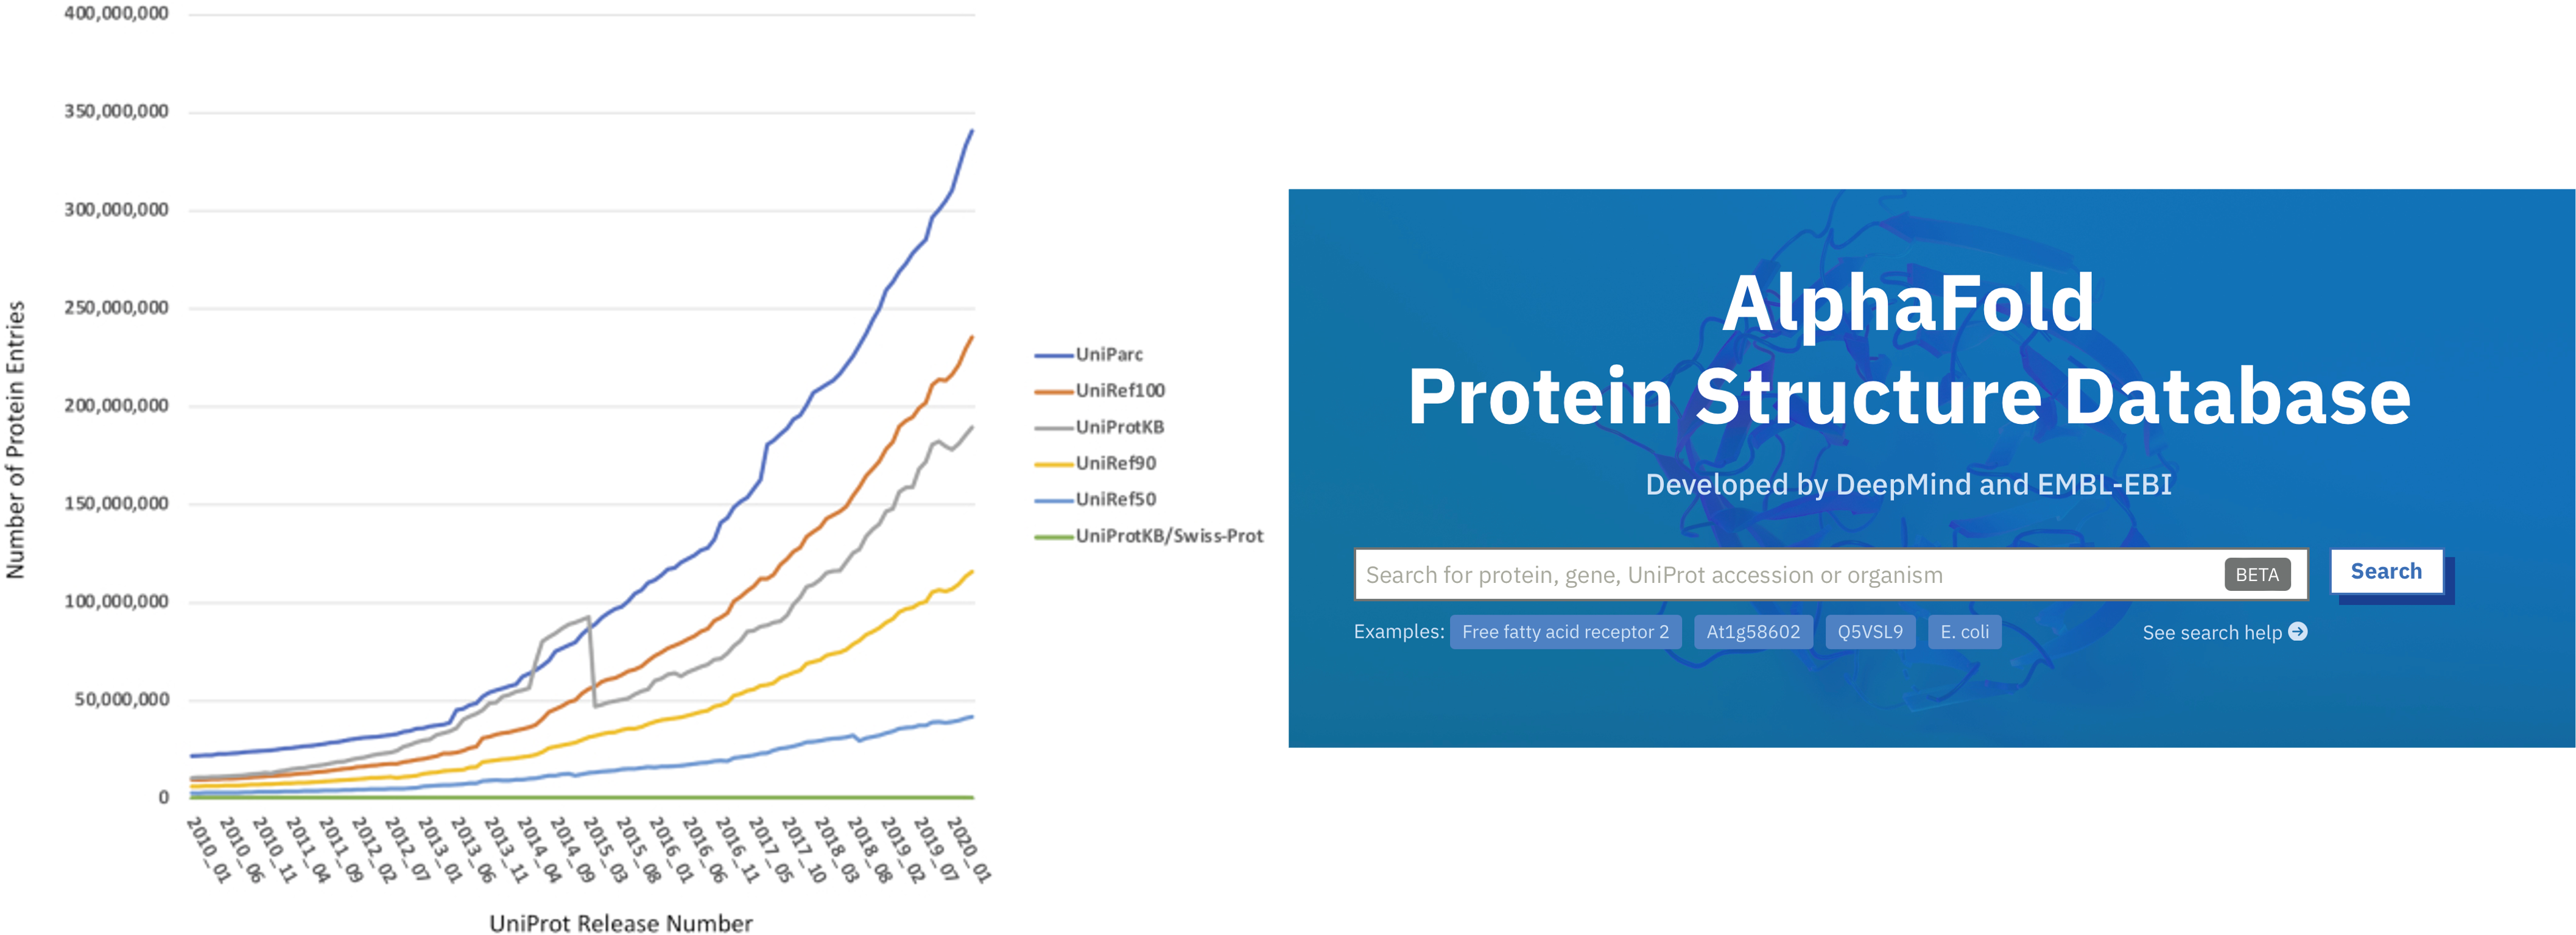 400,000,000
350,000,000
300,000,000
250,000,000
200,000,000
150,000,000
100,000,000
50,000,000
0
Number of Protein Entries
2010_01
2010_06
2010_11
2011_04
2011_09
2012_02
2012_07
2013_01
2013_06
2013_11
2014_04
2014_09
2015_03
2015_08
2016_01
2016_06
2016_11
2017_05
2017_10
2018_03
2018_08
2019_02
2019_07
2020_01
UniProt Release Number
UniParc
UniRef100
UniProtKB
UniRef90
UniRef50
UniProtKB/Swiss-Prot
AlphaFold
Protein Structure Database
Developed by DeepMind and EMBL-EBI
Search for protein, gene, UniProt accession or organism BETA Search
Examples: Free fatty acid receptor 2 At1g58602 Q5VSL9 E. coli See search help